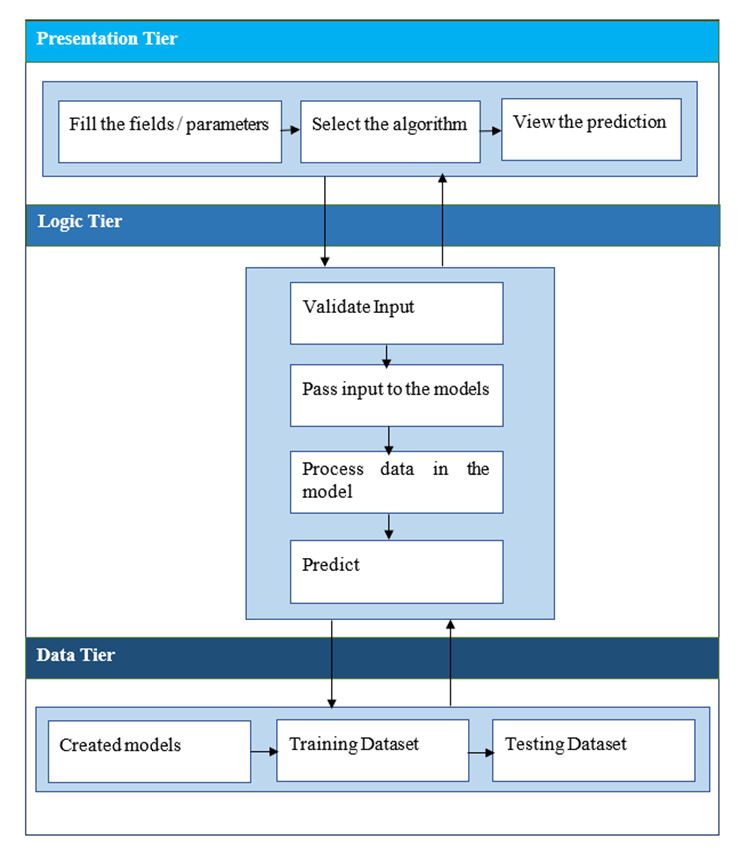 Presentation Tier
Fill the fields / parameters
Select the algorithm
View the prediction
Logic Tier
Validate Input
Pass input to the models
Process data in the
model
Predict
Data Tier
Created models
Training Dataset
Testing Dataset